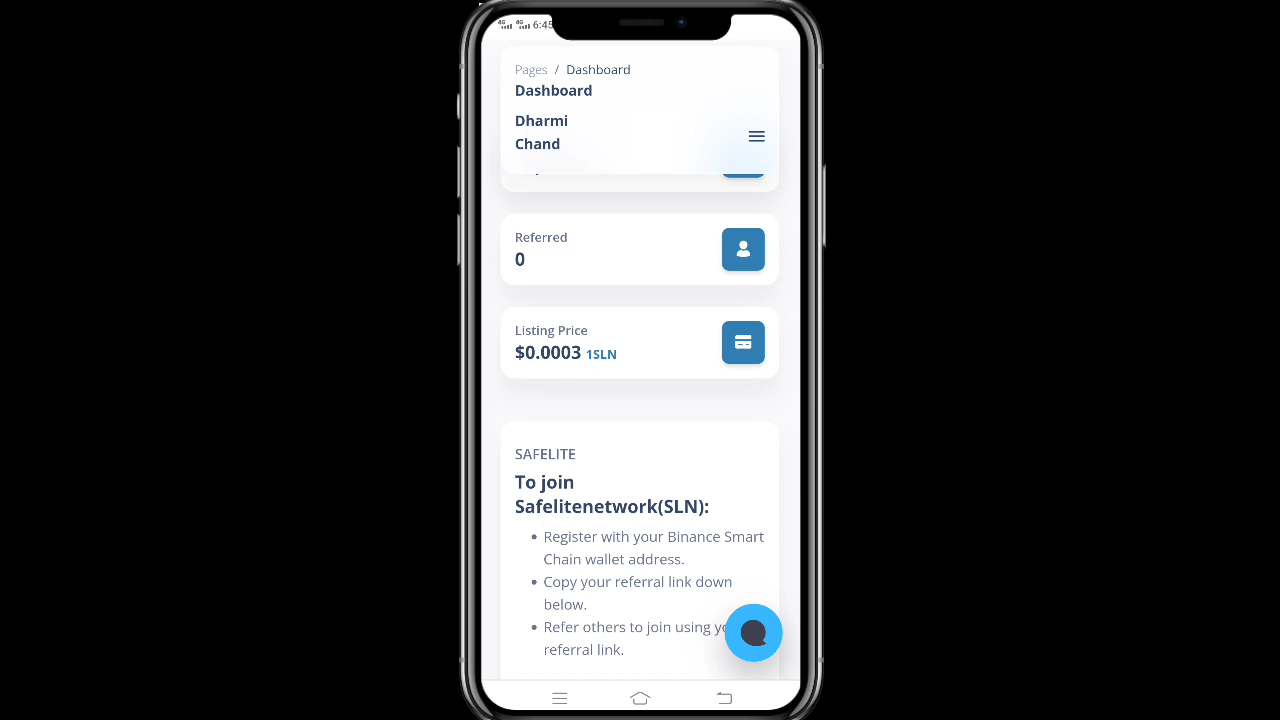 4G 4G 6:45
Pages / Dashboard
Dashboard
Dharmi
Chand
Referred
0
Listing Price
$0.0003 1SLN
SAFELITE
To join
Safelitenetwork(SLN):
• Register with your Binance Smart
Chain wallet address.
• Copy your referral link down
below.
• Refer others to join using
referral link.